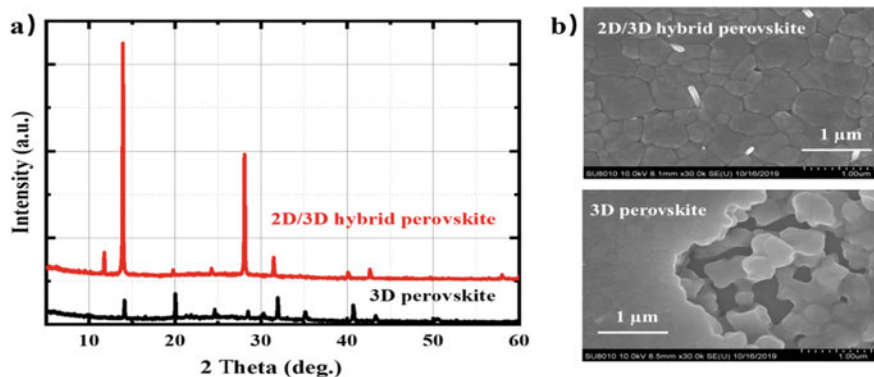 a)
Intensity (a.u.)
2D/3D hybrid perovskite
3D perovskite
10 20 30 40 50 60
2 Theta (deg.)
b)
2D/3D hybrid perovskite
1 µm
SU8010 10.0kV 8.1mm x30.0k SE(U) 10/16/2019 1.00um
3D perovskite
1 µm
SU8010 10.0kV 8.5mm x30.0k SE(U) 10/16/2019 1.00um